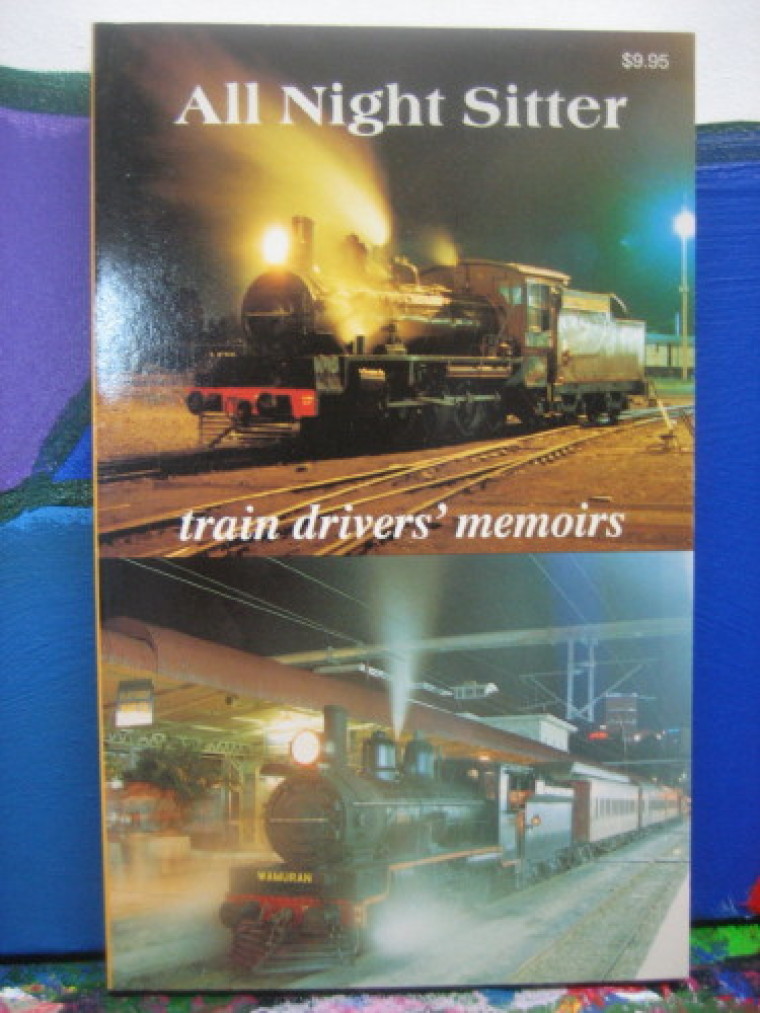 $9.95
All Night Sitter
train drivers' memoirs
WAMURAN